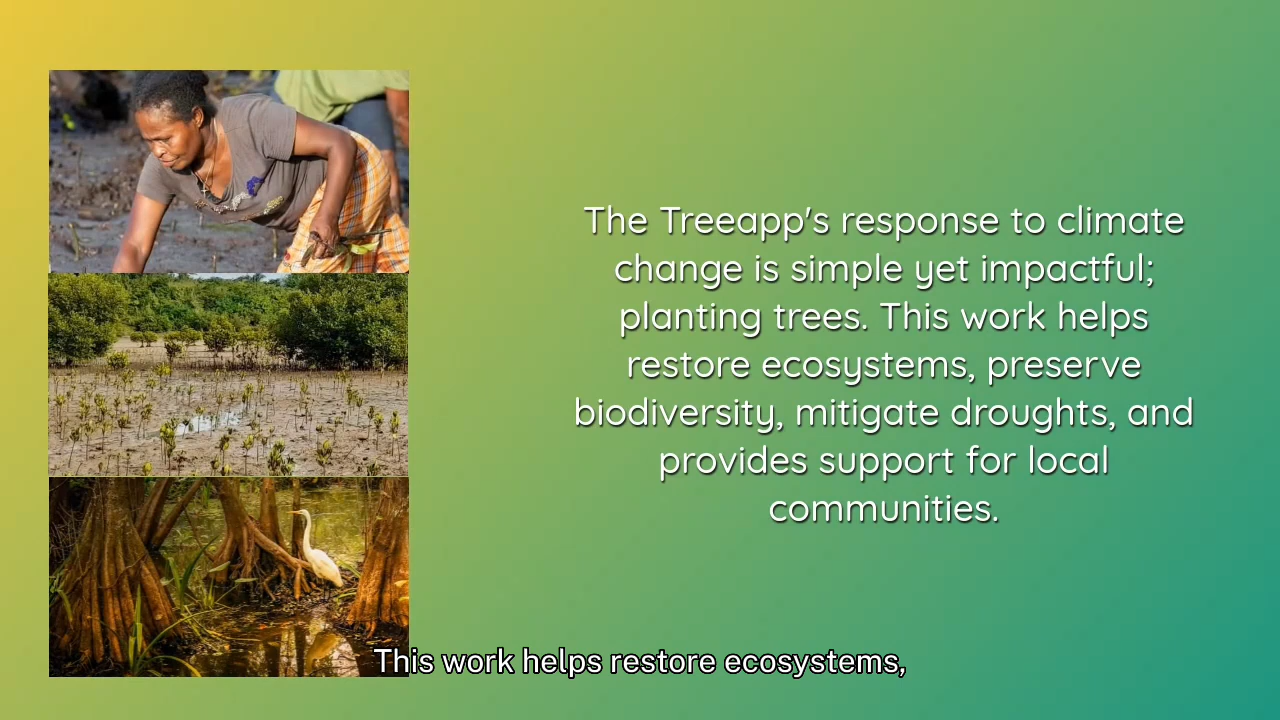 The Treeapp's response to climate
change is simple yet impactful;
planting trees. This work helps
restore ecosystems, preserve
biodiversity, mitigate droughts, and
provides support for local
communities.
This work helps restore ecosystems,